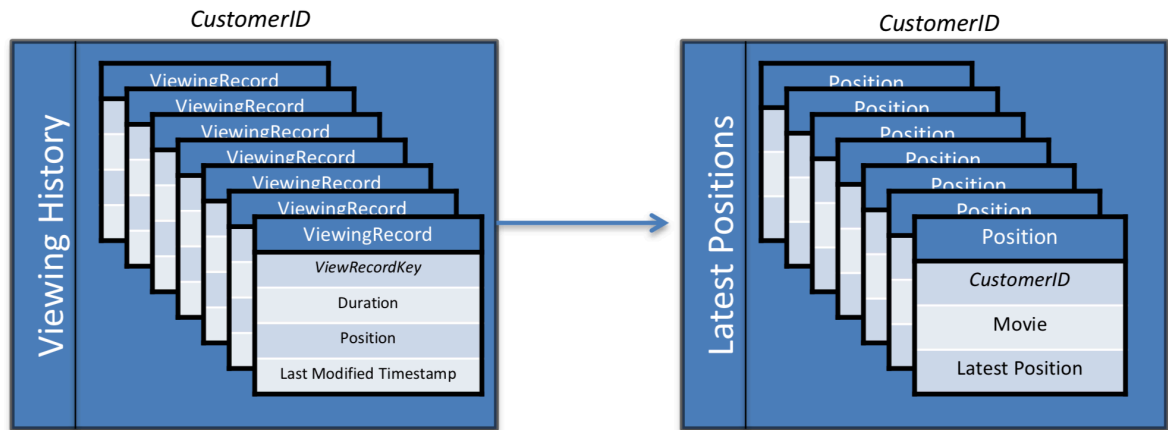 CustomerID
Viewing History
ViewingRecord
ViewingRecord
ViewingRecord
ViewingRecord
ViewingRecord
ViewingRecord
ViewingRecord
ViewRecordKey
Duration
Position
Last Modified Timestamp
CustomerID
Latest Positions
Position
Position
Position
Position
Position
Position
Position
CustomerID
Movie
Latest Position